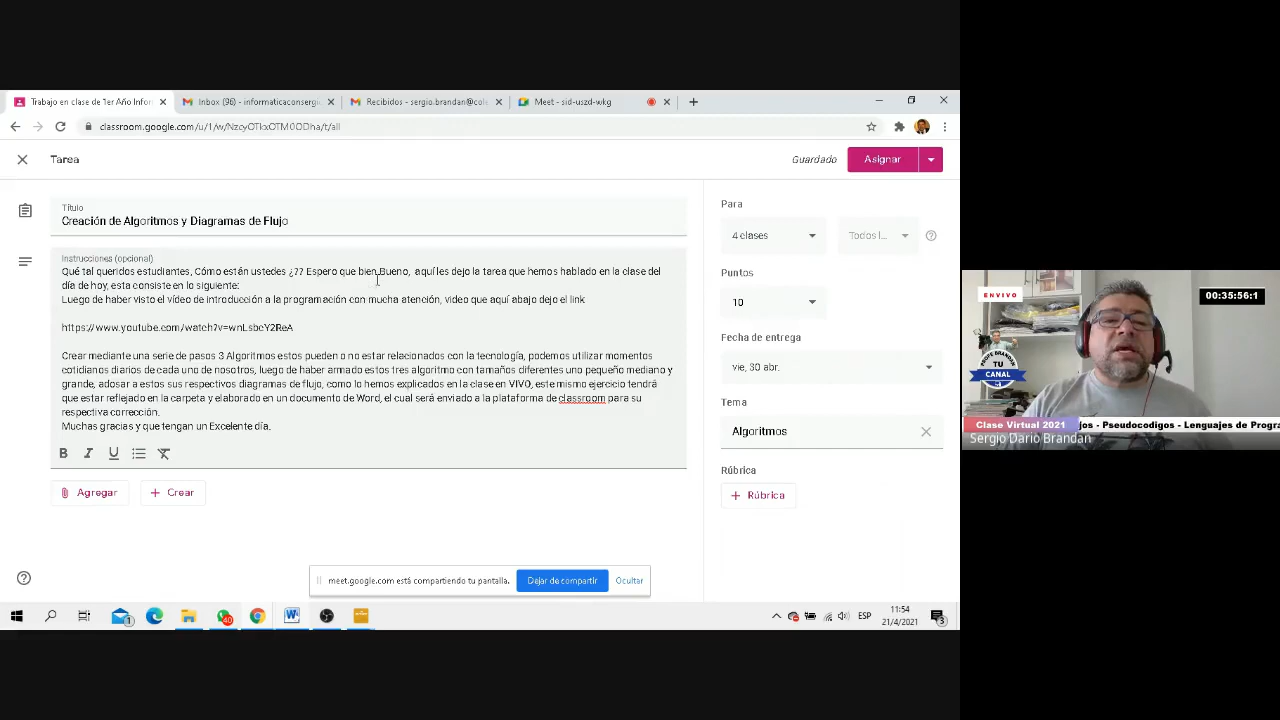 Trabajo en clase de 1er Año Infor
Inbox (96) - informaticaconsergi
Recibidos - sergio.brandan@cole
Meet - sid-uszd-wkg
classroom.google.com/u/1/w/NzcyOTkxOTM0ODha/t/all
Tarea
Guardado
Asignar
Título
Creación de Algoritmos y Diagramas de Flujo
Instrucciones (opcional)
Qué tal queridos estudiantes, Cómo están ustedes ¿?? Espero que bien.Bueno, aquí les dejo la tarea que hemos hablado en la clase del
día de hoy, esta consiste en lo siguiente:
Luego de haber visto el vídeo de introducción a la programación con mucha atención, video que aquí abajo dejo el link
https://www.youtube.com/watch?v=wnLsbcY2ReA
Crear mediante una serie de pasos 3 Algoritmos estos pueden o no estar relacionados con la tecnología, podemos utilizar momentos
cotidianos diarios de cada uno de nosotros, luego de haber armado estos tres algoritmo con tamaños diferentes uno pequeño mediano y
grande, adosar a estos sus respectivos diagramas de flujo, como lo hemos explicados en la clase en VIVO, este mismo ejercicio tendrá
que estar reflejado en la carpeta y elaborado en un documento de Word, el cual será enviado a la plataforma de classroom para su
respectiva corrección.
Muchas gracias y que tengan un Excelente día.
B I U
Agregar
Crear
Para
4 clases
Todos l...
Puntos
10
Fecha de entrega
vie, 30 abr.
Tema
Algoritmos
Rúbrica
Rúbrica
meet.google.com está compartiendo tu pantalla.
Dejar de compartir
Ocultar
1
40
ESP
11:54
21/4/2021
3
ENVIVO
00:35:56:1
PROFE BRANDAN
TU
CANAL
Clase Virtual 2021
jos - Pseudocodigos - Lenguajes de Progra
Sergio Dario Brandan